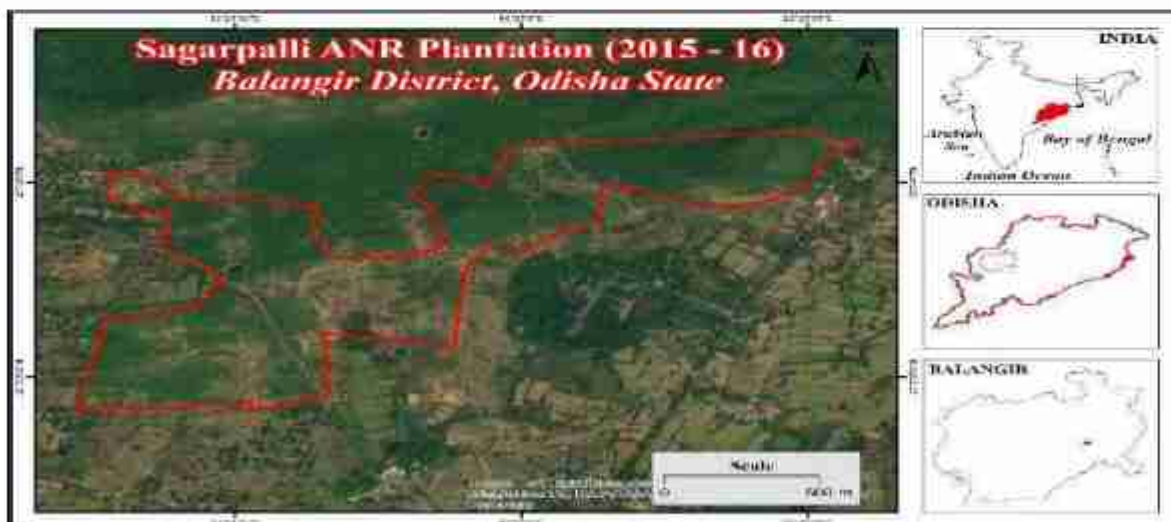 Sagarpalli ANR Plantation (2015 - 16)
Balangir District, Odisha State
Scale
0 800 m
INDIA
Arabian
Sea
Bay of Bengal
Indian Ocean
ODISHA
BALANGIR